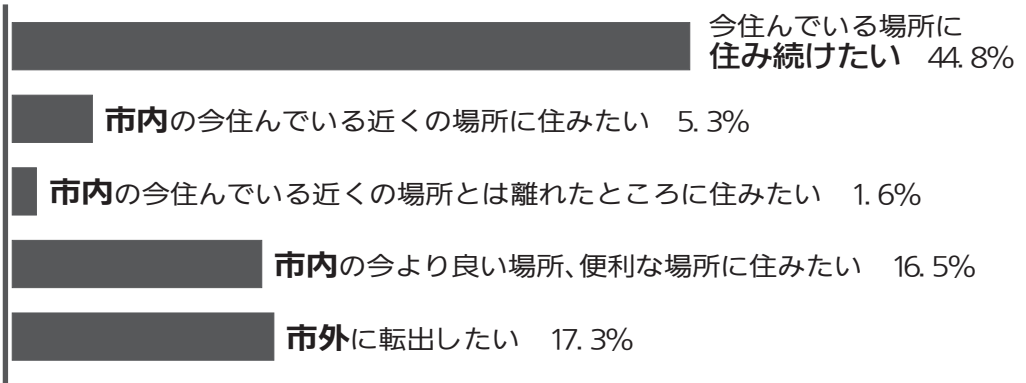 今住んでいる場所に
住み続けたい 44.8%
市内の今住んでいる近くの場所に住みたい 5.3%
市内の今住んでいる近くの場所とは離れたところに住みたい 1.6%
市内の今より良い場所、便利な場所に住みたい 16.5%
市外に転出したい 17.3%